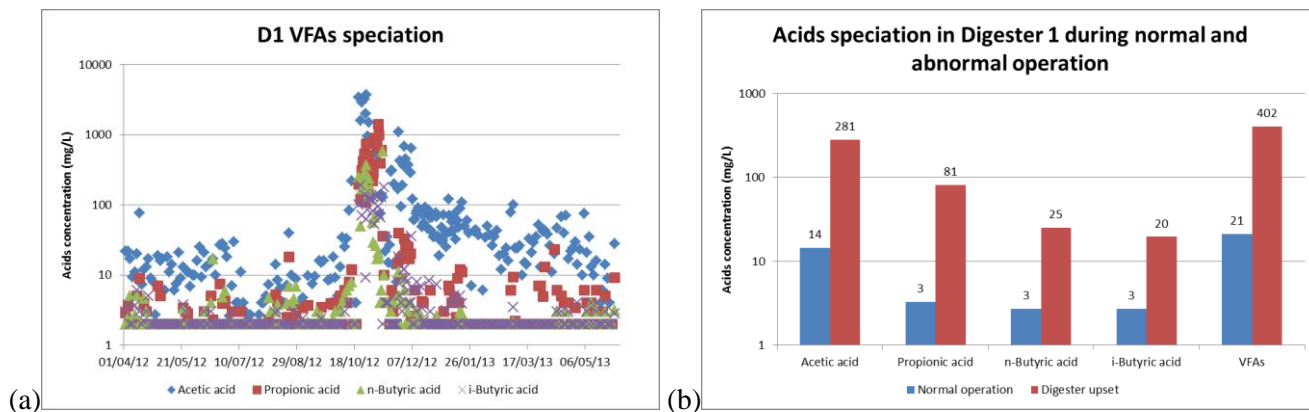 D1 VFAs speciation
Acids concentration (mg/L)
10000
1000
100
10
1
01/04/12 21/05/12 10/07/12 29/08/12 18/10/12 07/12/12 26/01/13 17/03/13 06/05/13
Acetic acid Propionic acid n-Butyric acid i-Butyric acid
(a)
Acids speciation in Digester 1 during normal and
abnormal operation
Acids concentration (mg/L)
1000
100
10
1
14 281 3 81 3 25 3 20 21 402
Acetic acid Propionic acid n-Butyric acid i-Butyric acid VFAs
Normal operation Digester upset
(b)